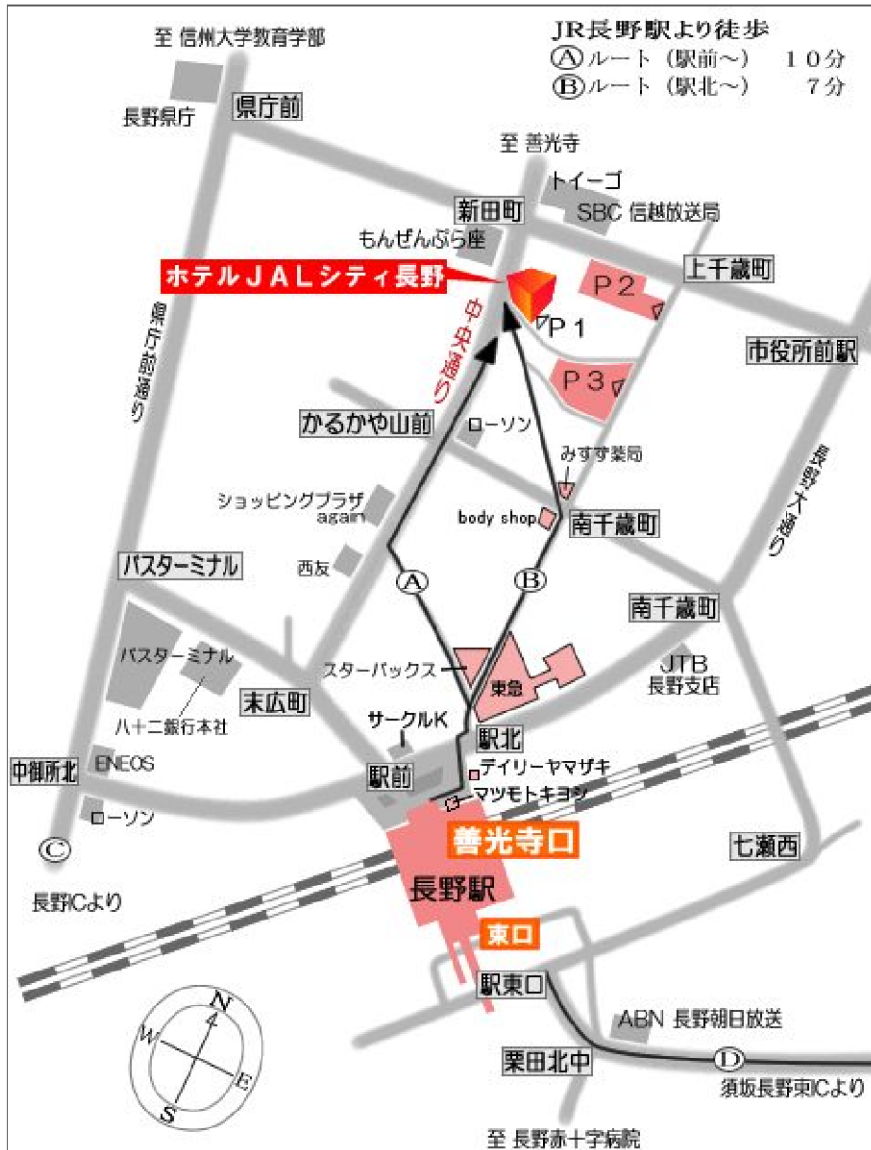 JR長野駅より徒歩
Ⓐルート（駅前～） １０分
Ⓑルート（駅北～） ７分
至 信州大学教育学部
長野県庁
県庁前
至 善光寺
トイーゴ
SBC 信越放送局
新田町
もんぜんぷら座
ホテルＪＡＬシティ長野
上千歳町
P2
P1
P3
市役所前駅
県庁前通り
中央通り
長野大通り
かるかや山前
ローソン
みすず薬局
ショッピングプラザ
again
body shop
南千歳町
西友
バスターミナル
A
B
南千歳町
バスターミナル
スターバックス
東急
JTB
長野支店
八十二銀行本社
末広町
サークルK
駅北
中御所北
ENEOS
駅前
デイリーヤマザキ
マツモトキヨシ
ローソン
善光寺口
七瀬西
C
長野駅
長野ICより
東口
駅東口
ABN 長野朝日放送
N
4
W
E
S
栗田北中
D
須坂長野東ICより
至 長野赤十字病院